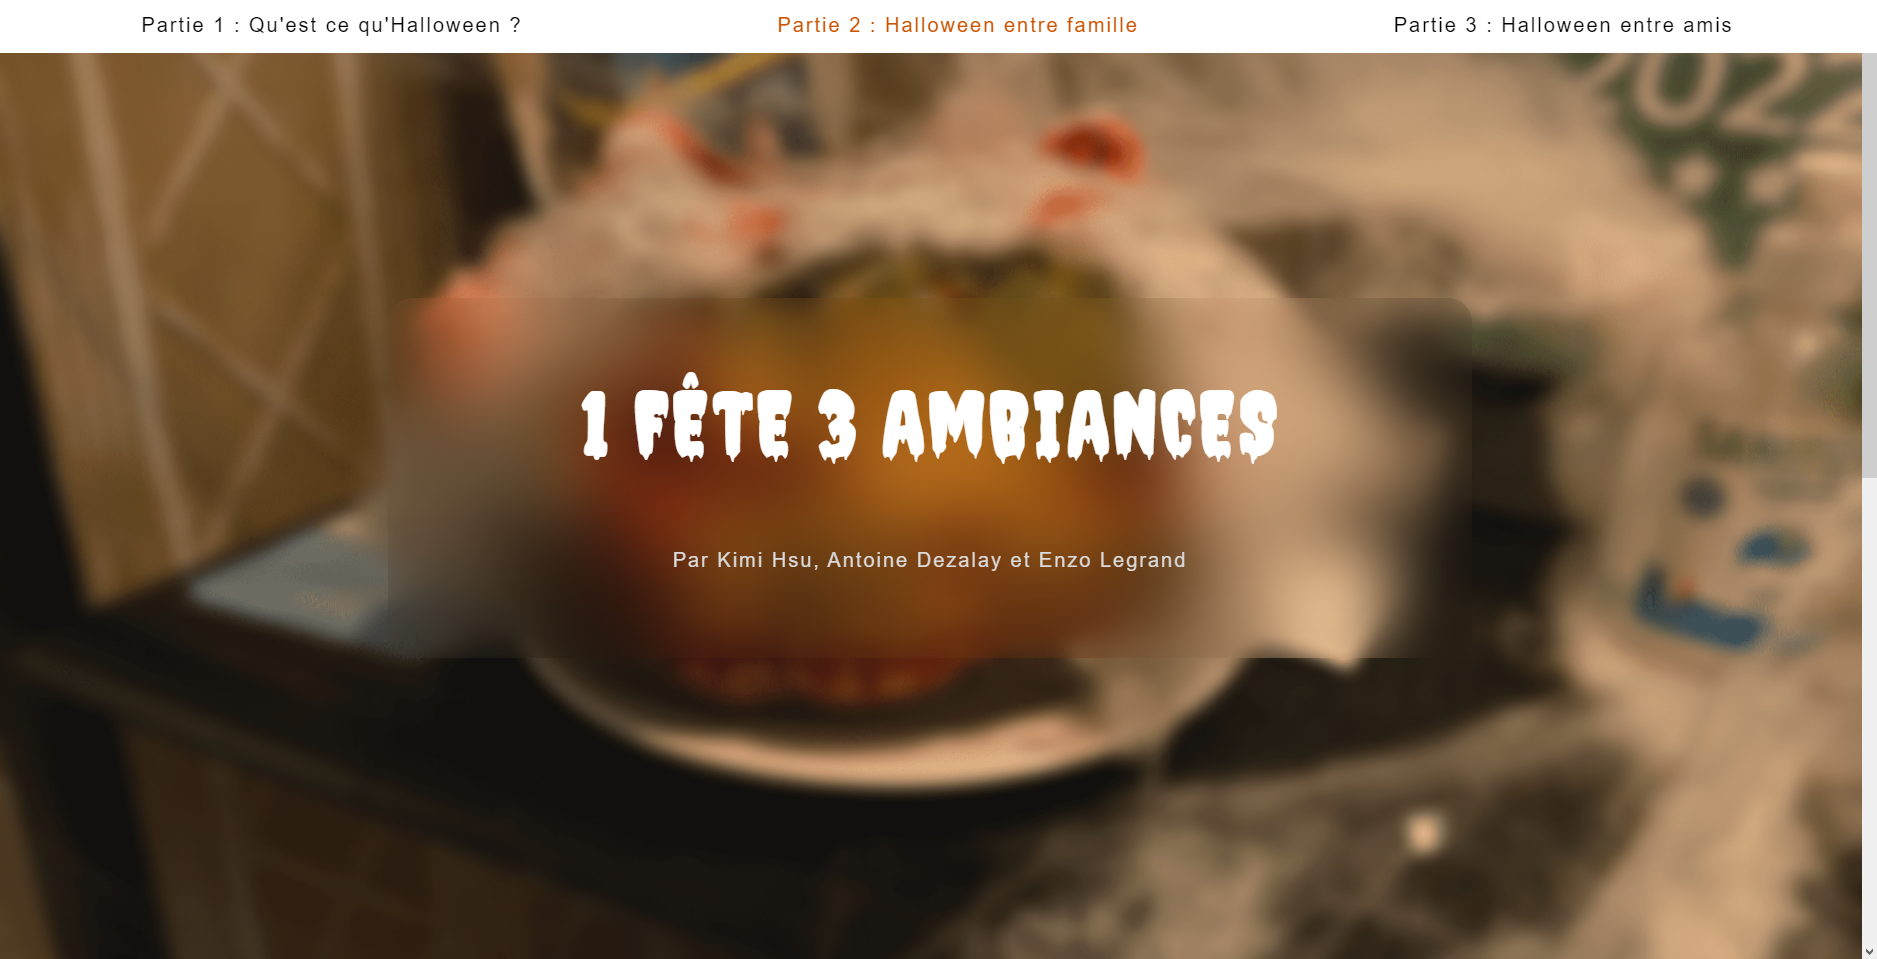 Partie 1 : Qu'est ce qu'Halloween ?
Partie 2 : Halloween entre famille
Partie 3 : Halloween entre amis
2022
1 FÊTE 3 AMBIANCES
Par Kimi Hsu, Antoine Dezalay et Enzo Legrand